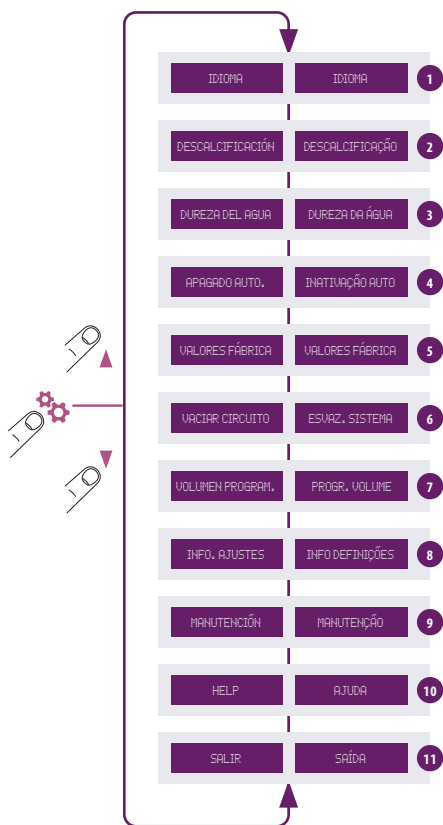 IDIOMA IDIOMA 1
DESCALCIFICACIÓN DESCALCIFICAÇÃO 2
DUREZA DEL AGUA DUREZA DA ÁGUA 3
APAGADO AUTO. INATIVAÇÃO AUTO 4
VALORES FÁBRICA VALORES FÁBRICA 5
VACIAR CIRCUITO ESVAZ. SISTEMA 6
VOLUMEN PROGRAM. PROGR. VOLUME 7
INFO. AJUSTES INFO DEFINIÇÕES 8
MANUTENCIÓN MANUTENÇÃO 9
HELP AJUDA 10
SALIR SAÍDA 11